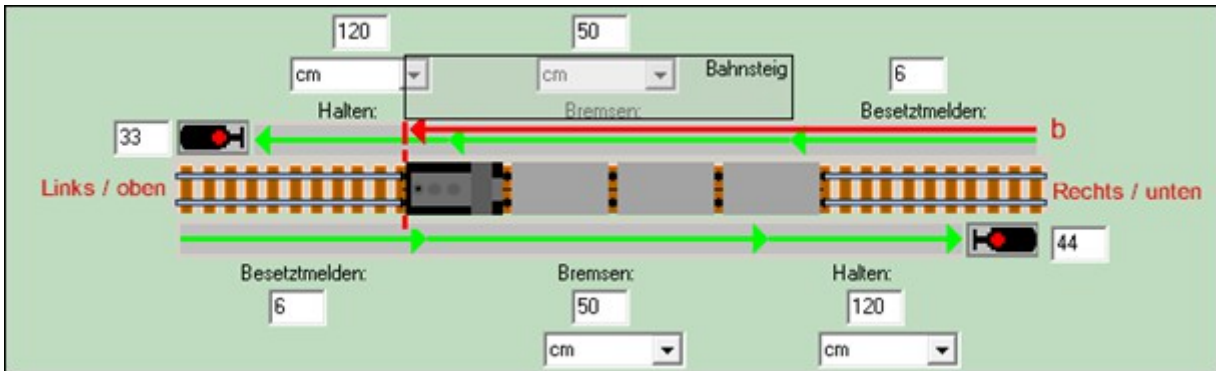 120 50
cm cm Bahnsteig 6
Halten: Bremsen: Besetztmelden:
33 b
Links / oben Rechts / unten
44
Besetztmelden: Bremsen: Halten:
6 50 120
cm cm